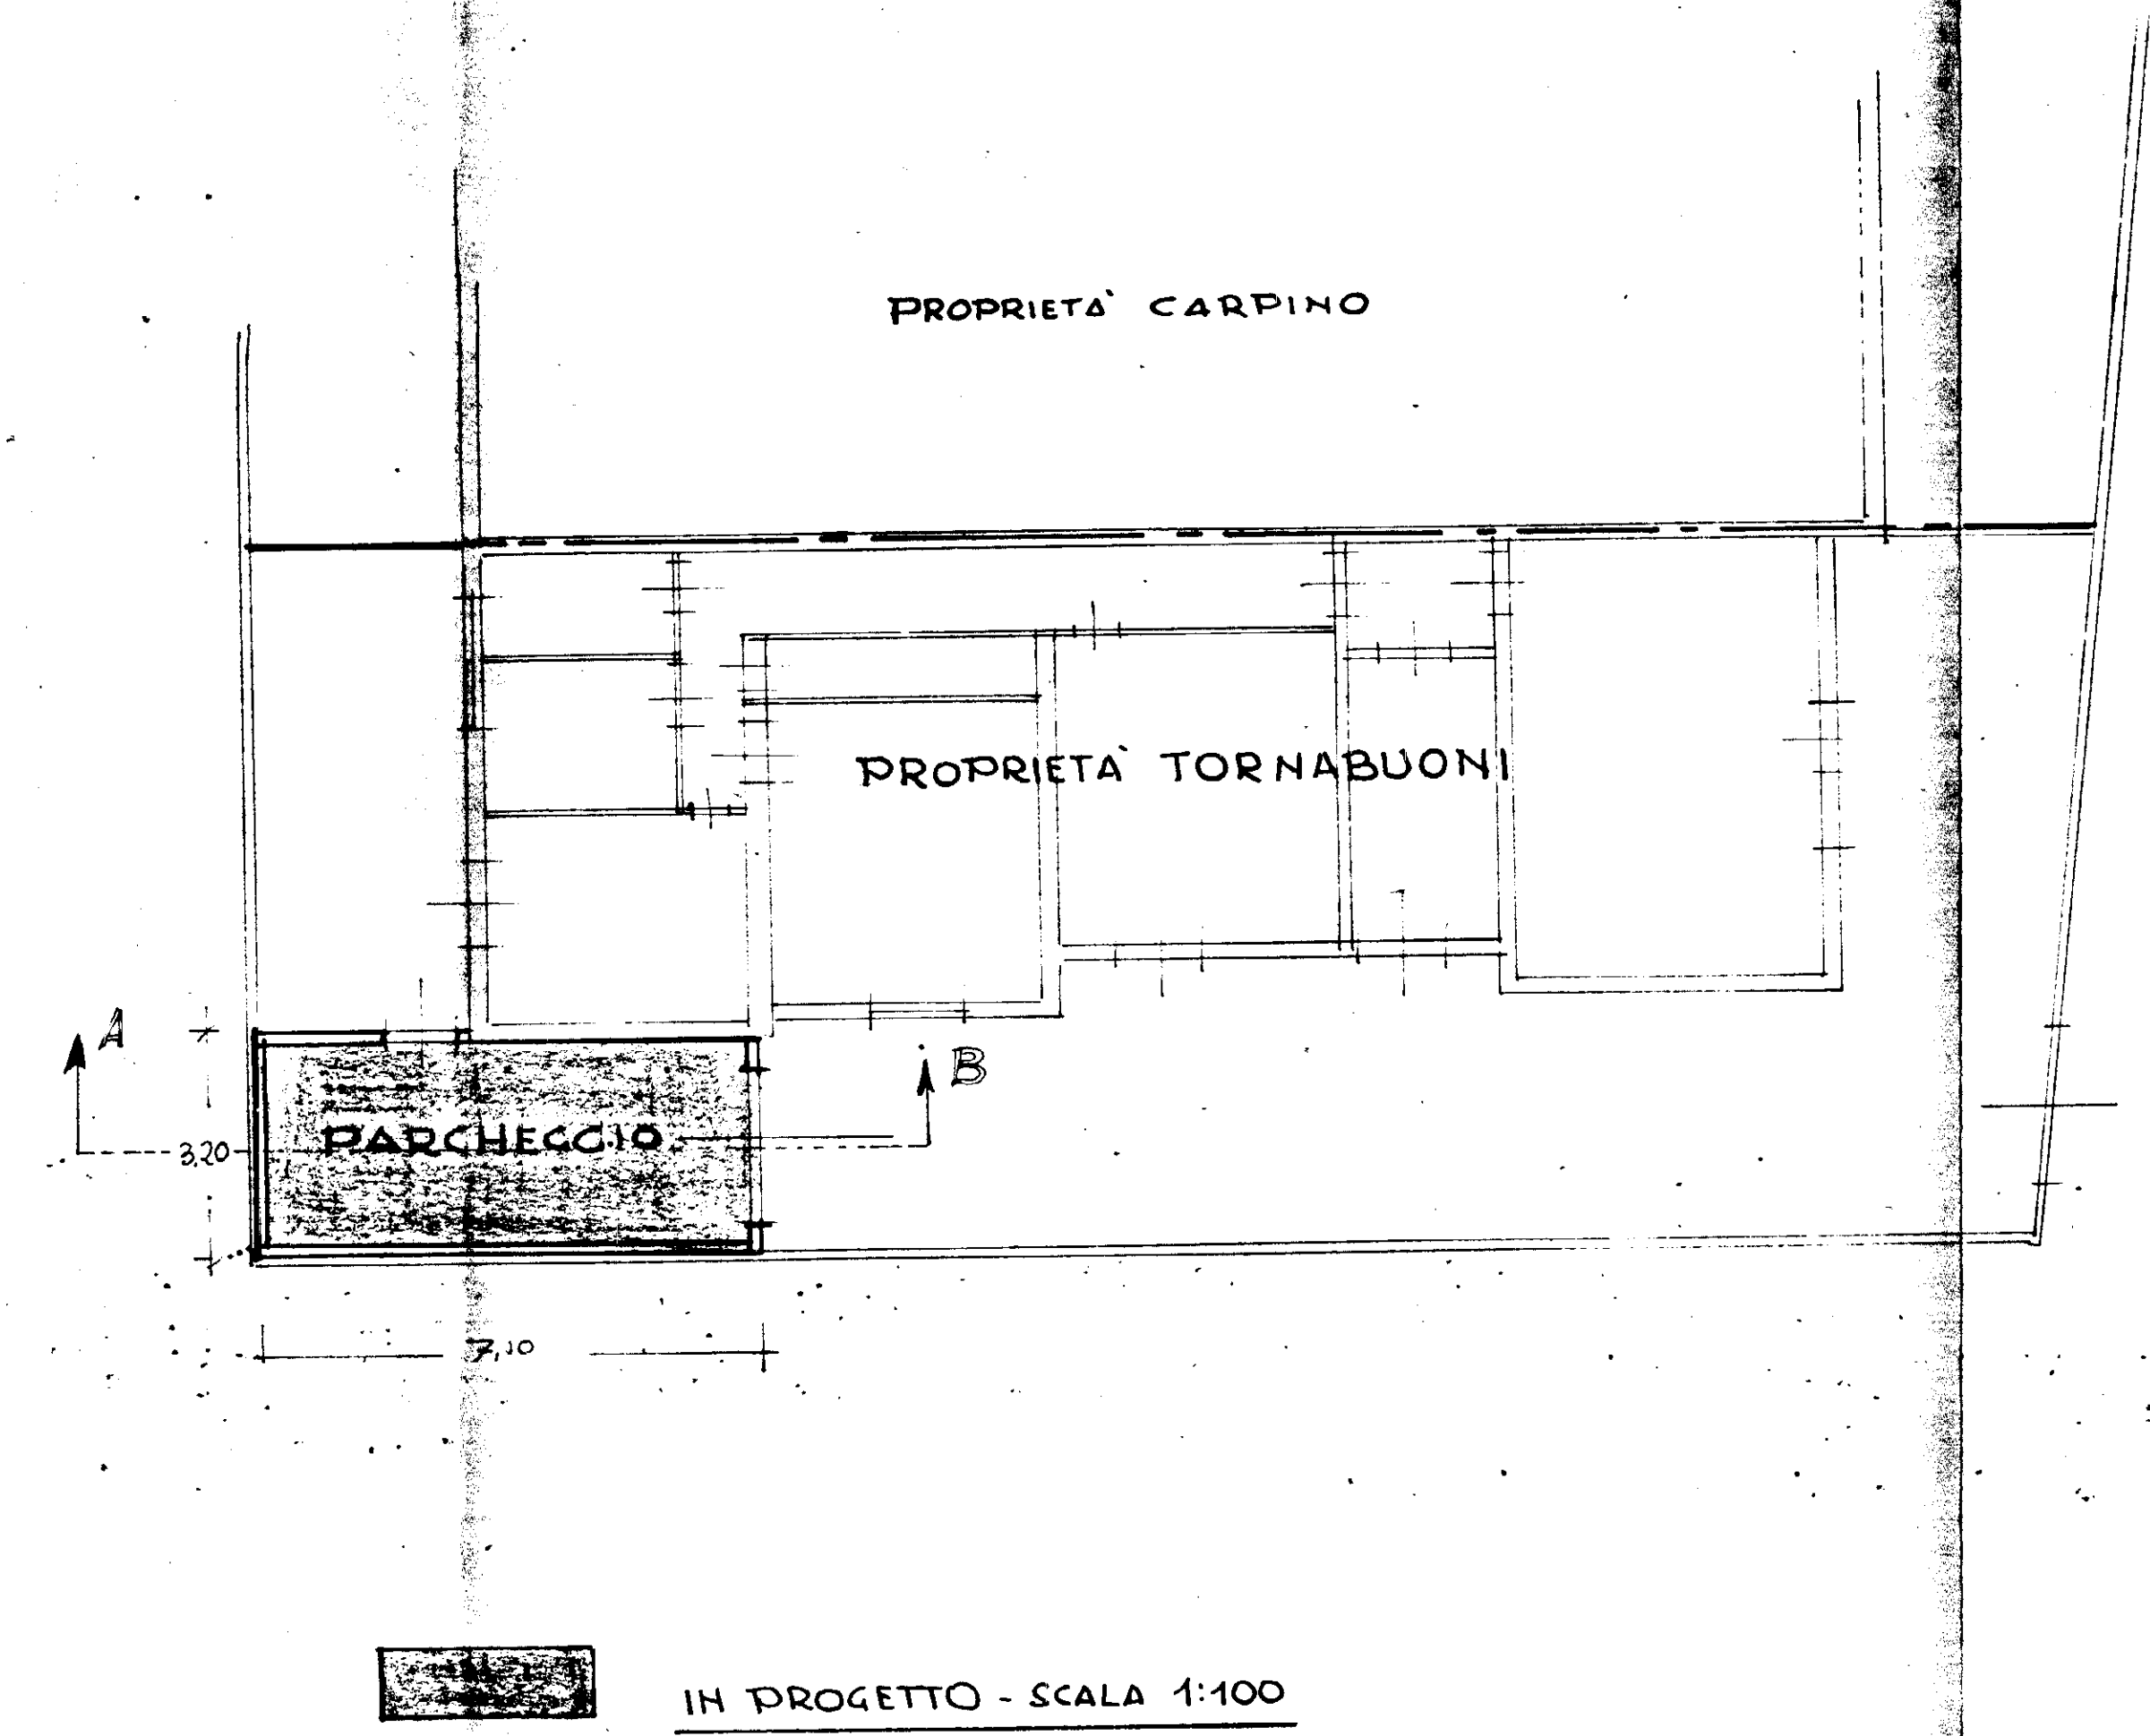 PROPRIETÀ CARPINO
PROPRIETÀ TORNABUONI
A
B
3,20
PARCHEGGIO
7,10
IN PROGETTO - SCALA 1:100